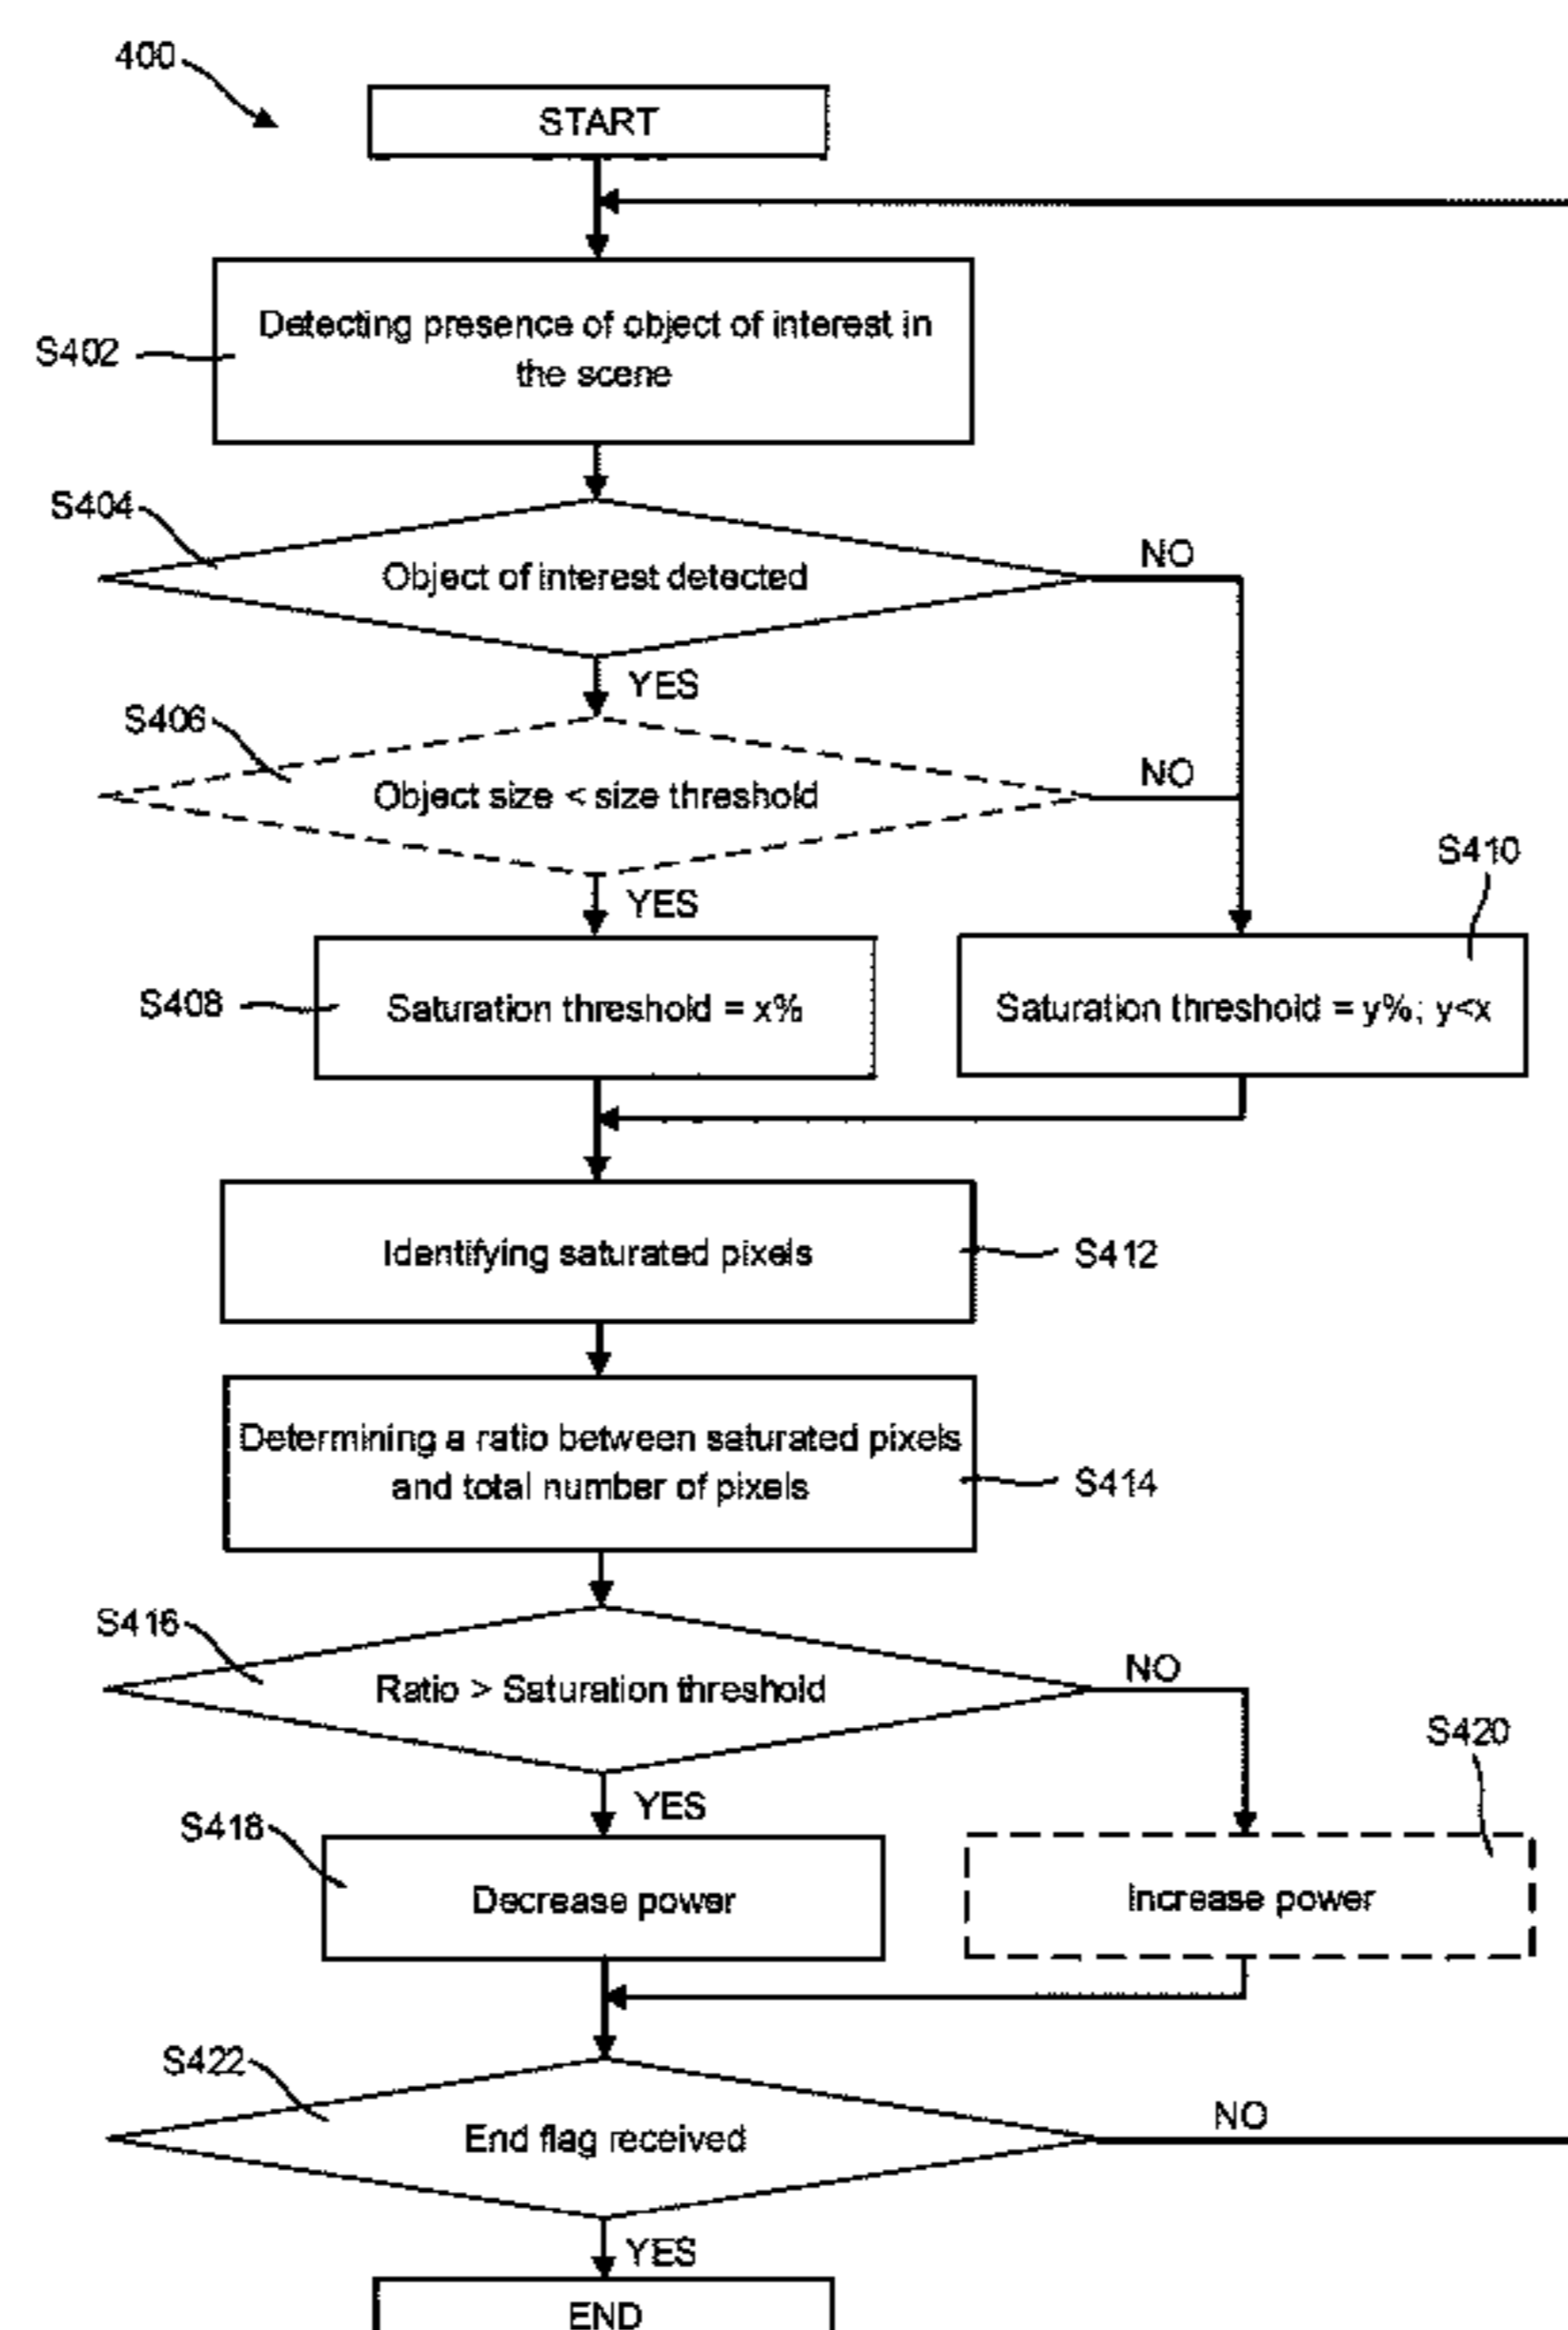 400
START
S402
Detecting presence of object of interest in
the scene
S404
Object of interest detected
NO
YES
S406
Object size < size threshold
NO
YES
S410
S408
Saturation threshold = x%
Saturation threshold = y%; y<x
Identifying saturated pixels
S412
Determining a ratio between saturated pixels
and total number of pixels
S414
S416
Ratio > Saturation threshold
NO
YES
S420
S418
Decrease power
Increase power
S422
End flag received
NO
YES
END